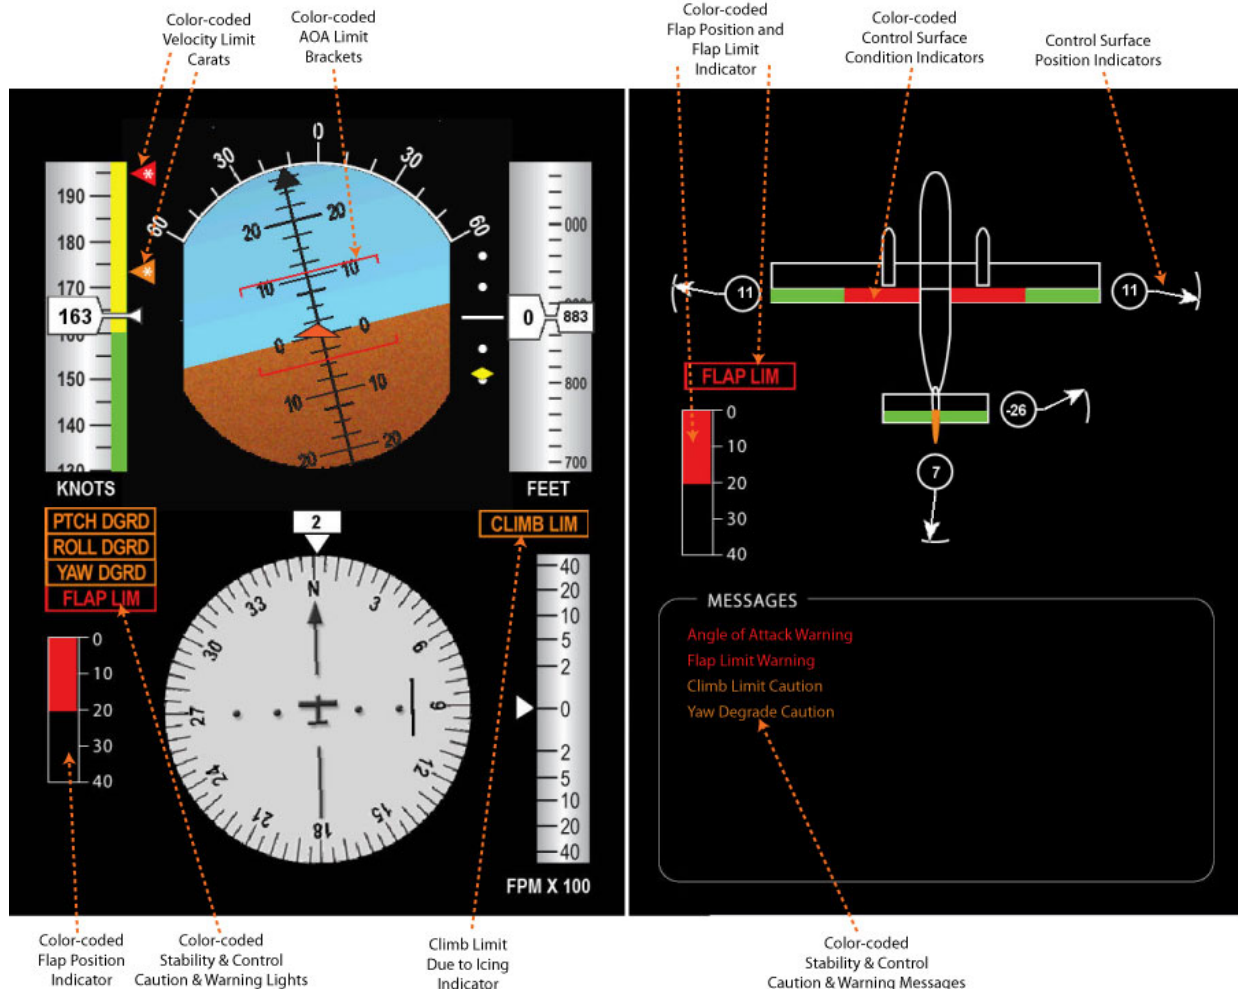 Color-coded
Velocity Limit
Carats
Color-coded
AOA Limit
Brackets
Color-coded
Flap Position and
Flap Limit
Indicator
Color-coded
Control Surface
Condition Indicators
Control Surface
Position Indicators
190
180
170
163
160
150
140
130
KNOTS
60
30
0
30
60
20 20
10 10
0 0
10 10
20 20
000
0 883
800
700
FEET
PTCH DGRD
ROLL DGRD
YAW DGRD
FLAP LIM
0
10
20
30
40
2
N
3
6
9
12
15
18
21
24
27
30
33
CLIMB LIM
40
20
10
5
2
0
2
5
10
20
40
FPM X 100
11
11
-26
7
FLAP LIM
0
10
20
30
40
MESSAGES
Angle of Attack Warning
Flap Limit Warning
Climb Limit Caution
Yaw Degrade Caution
Color-coded
Flap Position
Indicator
Color-coded
Stability & Control
Caution & Warning Lights
Climb Limit
Due to Icing
Indicator
Color-coded
Stability & Control
Caution & Warning Messages